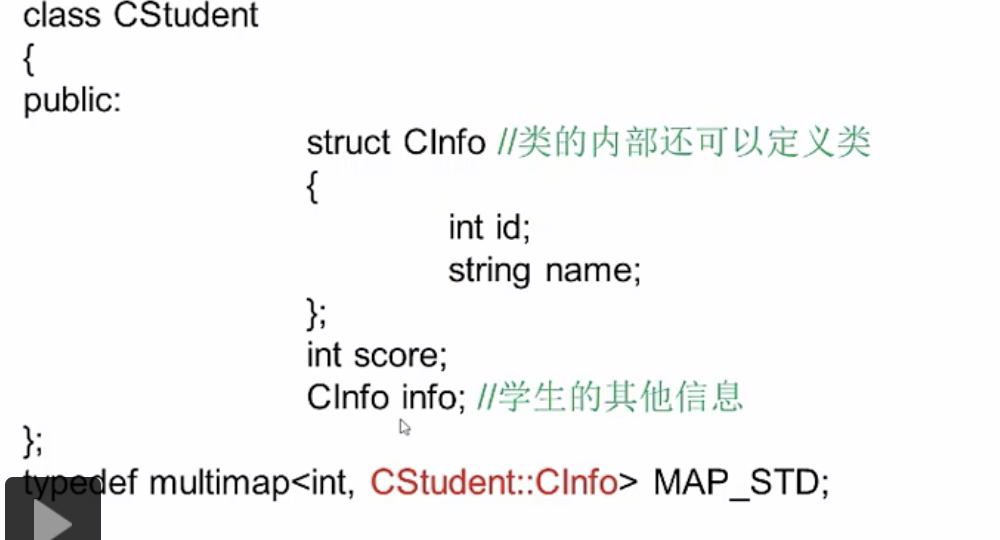 class CStudent
{
public:
struct CInfo //类的内部还可以定义类
{
int id;
string name;
};
int score;
CInfo info; //学生的其他信息
};
typedef multimap<int, CStudent::CInfo> MAP_STD;